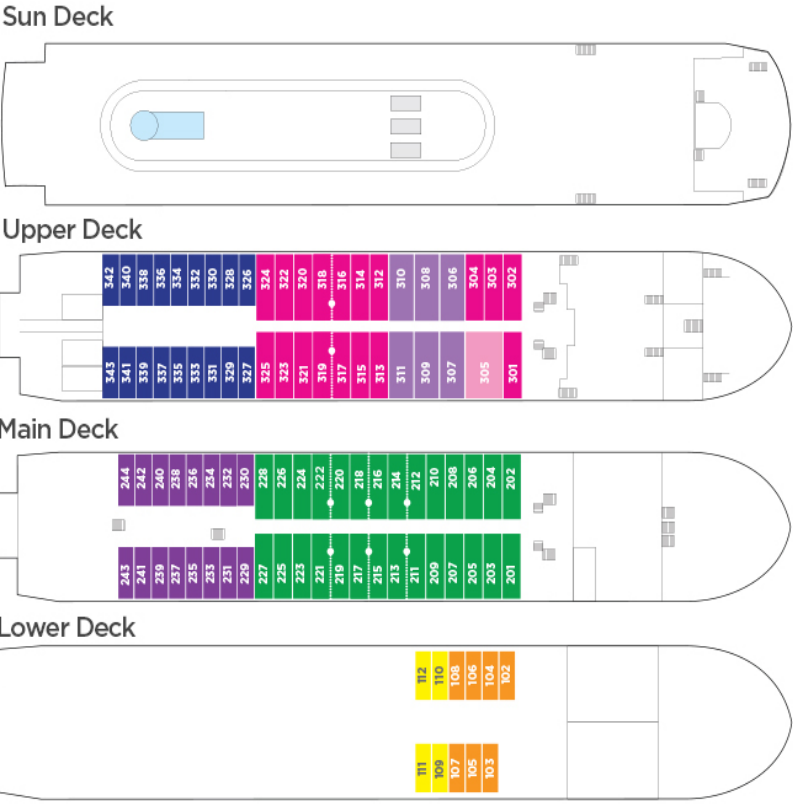 Sun Deck
Upper Deck
342 340 338 336 334 332 330 328 326 324 322 320 318 316 314 312 310 308 306 304 303 302
343 341 339 337 335 333 331 329 327 325 323 321 319 317 315 313 311 309 307 305 301
Main Deck
244 242 240 238 236 234 232 230 228 226 224 222 220 218 216 214 212 210 208 206 204 202
243 241 239 237 235 233 231 229 227 225 223 221 219 217 215 213 211 209 207 205 203 201
Lower Deck
112 110 108 106 104 102
111 109 107 105 103